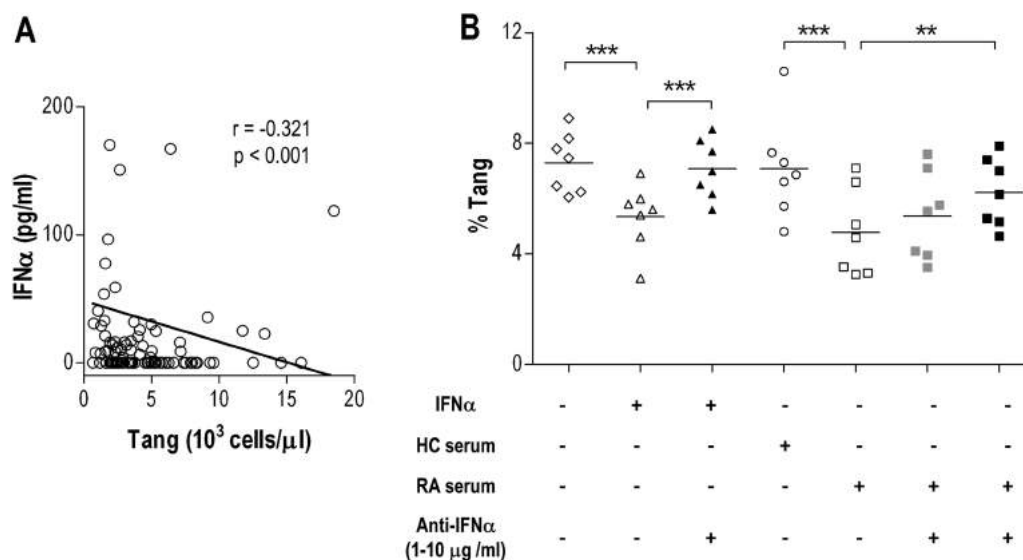 A
IFNα (pg/ml)
200
100
0
r = -0.321
p < 0.001
0 5 10 15 20
Tang (10³ cells/μl)
B
% Tang
12
8
4
0
*** *** *** **
IFNα - + + - - - -
HC serum - - - + - - -
RA serum - - - - + + +
Anti-IFNα - - + - - + +
(1-10 μg /ml)